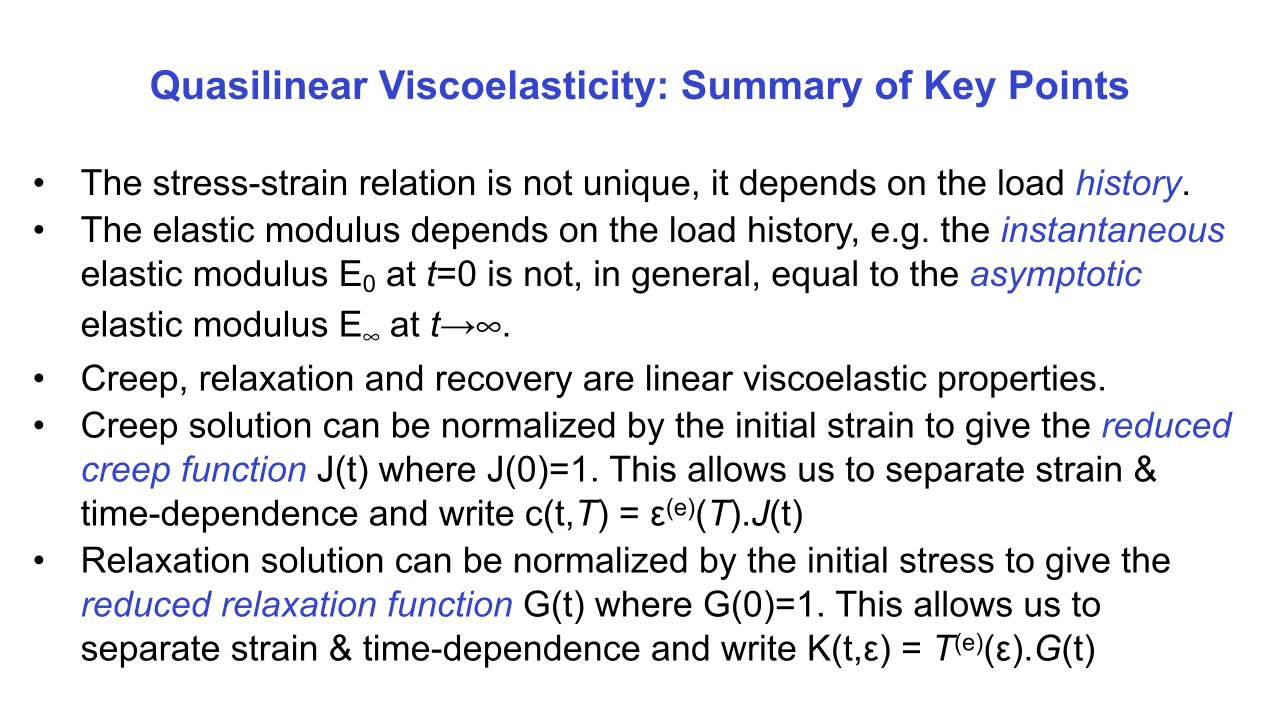 Quasilinear Viscoelasticity: Summary of Key Points
• The stress-strain relation is not unique, it depends on the load history.
• The elastic modulus depends on the load history, e.g. the instantaneous
elastic modulus E₀ at t=0 is not, in general, equal to the asymptotic
elastic modulus E∞ at t→∞.
• Creep, relaxation and recovery are linear viscoelastic properties.
• Creep solution can be normalized by the initial strain to give the reduced
creep function J(t) where J(0)=1. This allows us to separate strain &
time-dependence and write c(t,T) = ε⁽ᵉ⁾(T).J(t)
• Relaxation solution can be normalized by the initial stress to give the
reduced relaxation function G(t) where G(0)=1. This allows us to
separate strain & time-dependence and write K(t,ε) = T⁽ᵉ⁾(ε).G(t)